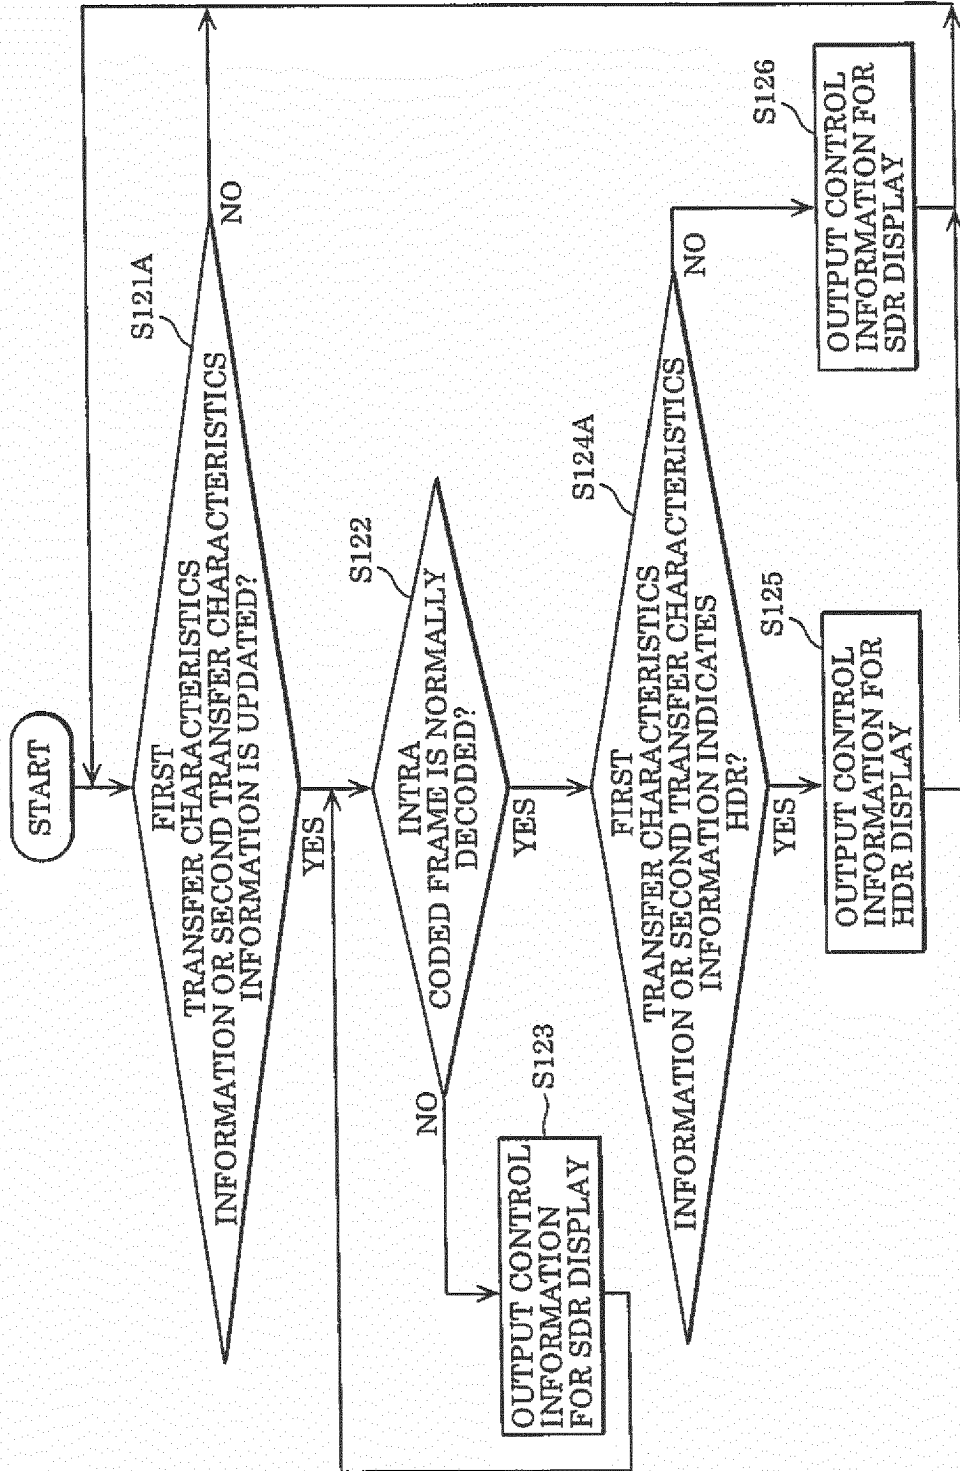 START
FIRST
TRANSFER CHARACTERISTICS
INFORMATION OR SECOND TRANSFER CHARACTERISTICS
INFORMATION IS UPDATED?
S121A
NO
YES
INTRA
CODED FRAME IS NORMALLY
DECODED?
S122
NO
YES
OUTPUT CONTROL
INFORMATION
FOR SDR DISPLAY
S123
FIRST
TRANSFER CHARACTERISTICS
INFORMATION OR SECOND TRANSFER CHARACTERISTICS
INFORMATION INDICATES
HDR?
S124A
NO
YES
OUTPUT CONTROL
INFORMATION FOR
HDR DISPLAY
S125
OUTPUT CONTROL
INFORMATION FOR
SDR DISPLAY
S126